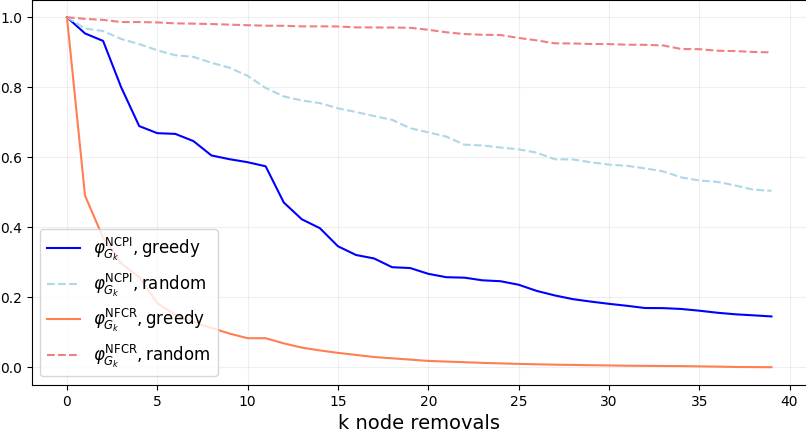 1.0
0.8
0.6
0.4
0.2
0.0
φ_{G_k}^{NCPI}, greedy
φ_{G_k}^{NCPI}, random
φ_{G_k}^{NFCR}, greedy
φ_{G_k}^{NFCR}, random
0 5 10 15 20 25 30 35 40
k node removals